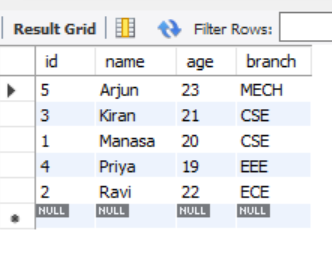 Result Grid Filter Rows:
id name age branch
5 Arjun 23 MECH
3 Kiran 21 CSE
1 Manasa 20 CSE
4 Priya 19 EEE
2 Ravi 22 ECE
NULL NULL NULL NULL